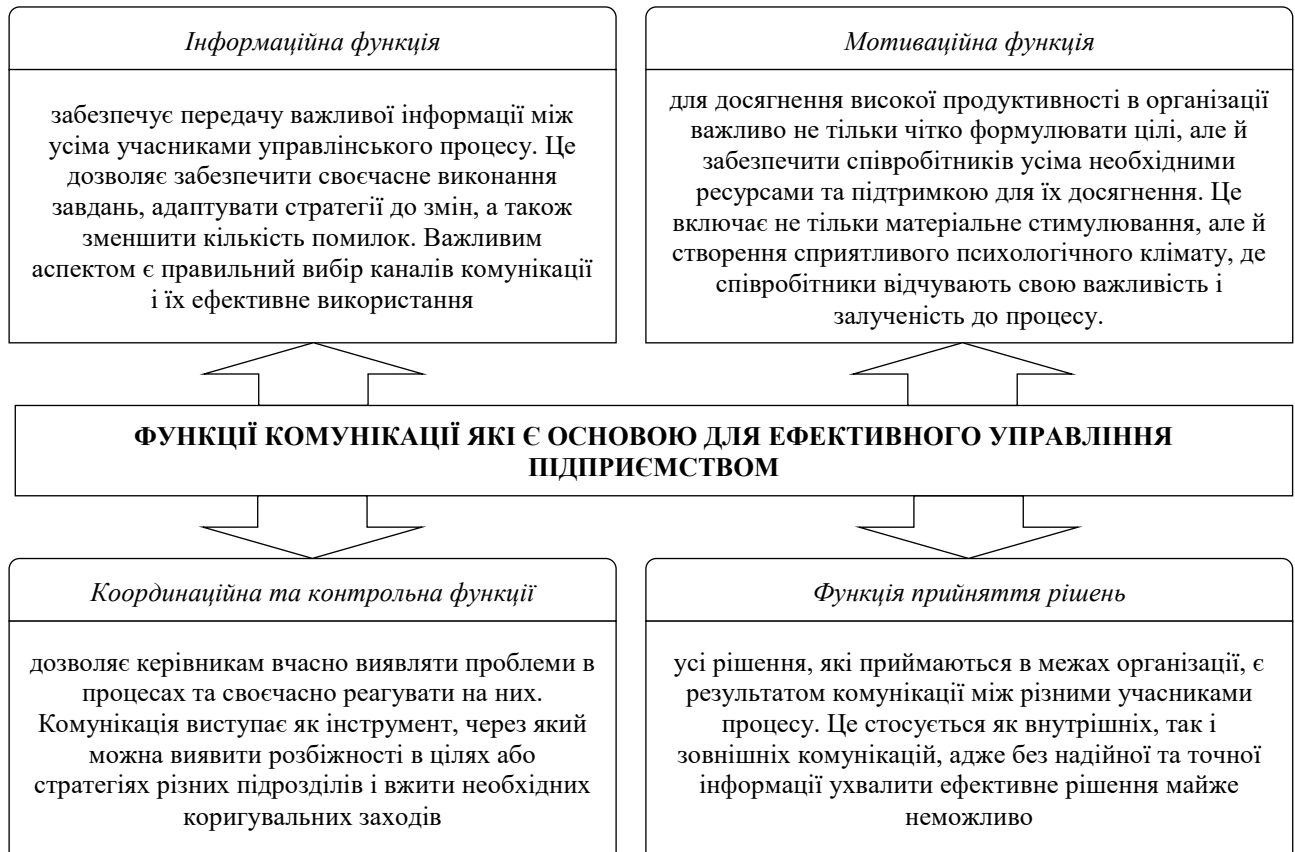 Інформаційна функція
забезпечує передачу важливої інформації між
усіма учасниками управлінського процесу. Це
дозволяє забезпечити своєчасне виконання
завдань, адаптувати стратегії до змін, а також
зменшити кількість помилок. Важливим
аспектом є правильний вибір каналів комунікації
і їх ефективне використання
Мотиваційна функція
для досягнення високої продуктивності в організації
важливо не тільки чітко формулювати цілі, але й
забезпечити співробітників усіма необхідними
ресурсами та підтримкою для їх досягнення. Це
включає не тільки матеріальне стимулювання, але й
створення сприятливого психологічного клімату, де
співробітники відчувають свою важливість і
залученість до процесу.
ФУНКЦІЇ КОМУНІКАЦІЇ ЯКІ Є ОСНОВОЮ ДЛЯ ЕФЕКТИВНОГО УПРАВЛІННЯ
ПІДПРИЄМСТВОМ
Координаційна та контрольна функції
дозволяє керівникам вчасно виявляти проблеми в
процесах та своєчасно реагувати на них.
Комунікація виступає як інструмент, через який
можна виявити розбіжності в цілях або
стратегіях різних підрозділів і вжити необхідних
коригувальних заходів
Функція прийняття рішень
усі рішення, які приймаються в межах організації, є
результатом комунікації між різними учасниками
процесу. Це стосується як внутрішніх, так і
зовнішніх комунікацій, адже без надійної та точної
інформації ухвалити ефективне рішення майже
неможливо